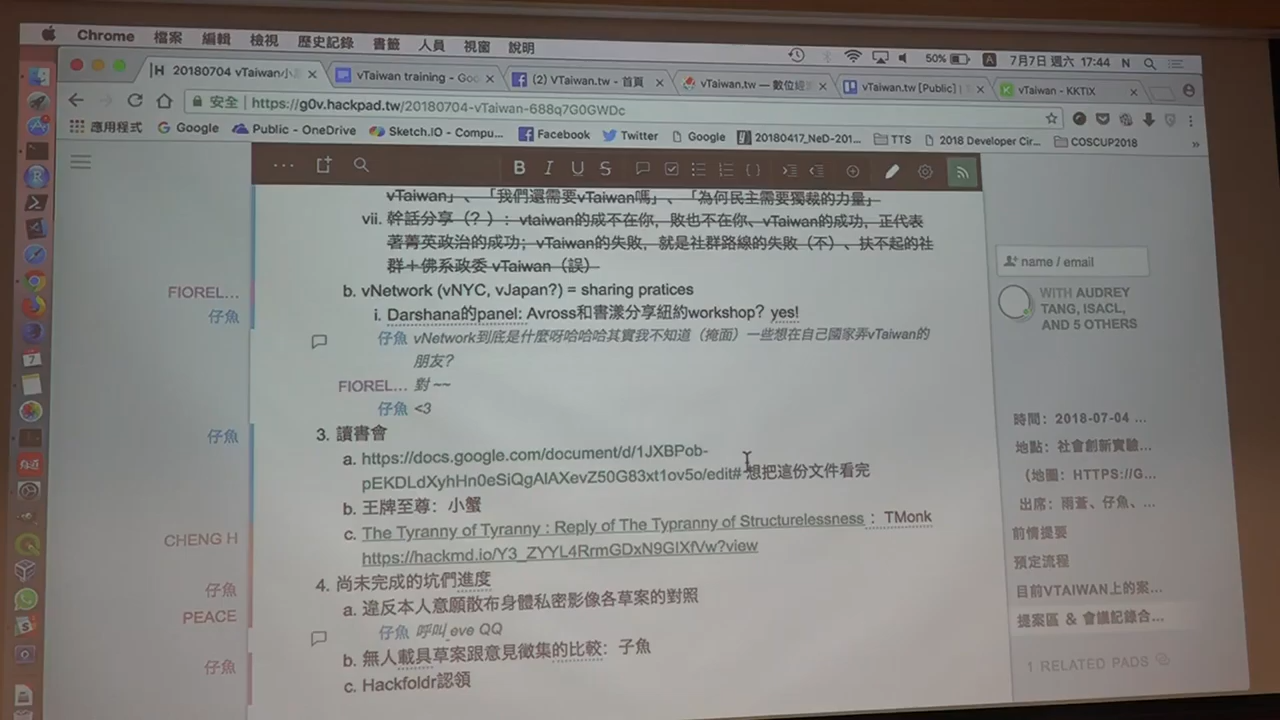 Chrome 檔案 編輯 檢視 歷史記錄 書籤 人員 視窗 說明 50% A 7月7日 週六 17:44 N
20180704 vTaiwan小
vTaiwan training - Goo
(2) VTaiwan.tw - 首頁
vTaiwan.tw — 數位經
vTaiwan.tw [Public] |
vTaiwan - KKTIX
安全 | https://g0v.hackpad.tw/20180704-vTaiwan-688q7G0GWDc
應用程式 Google Public - OneDrive Sketch.IO - Compu... Facebook Twitter Google 20180417_NeD-201... TTS 2018 Developer Cir... COSCUP2018 »
B I U S
vTaiwan」、「我們還需要vTaiwan嗎」、「為何民主需要獨裁的力量」
vii. 幹話分享（？）：vtaiwan的成不在你，敗也不在你、vTaiwan的成功，正代表
著菁英政治的成功；vTaiwan的失敗，就是社群路線的失敗（不）、扶不起的社
群＋佛系政委 vTaiwan（誤）
FIOREL... b. vNetwork (vNYC, vJapan?) = sharing pratices
仔魚 i. Darshana的panel: Avross和書漾分享紐約workshop? yes!
仔魚 vNetwork到底是什麼呀哈哈哈其實我不知道（掩面）一些想在自己國家弄vTaiwan的
朋友?
FIOREL... 對 ~~
仔魚 <3
仔魚 3. 讀書會
a. https://docs.google.com/document/d/1JXBPob-
pEKDLdXyhHn0eSiQgAlAXevZ50G83xt1ov5o/edit# 想把這份文件看完
b. 王牌至尊：小蟹
CHENG H c. The Tyranny of Tyranny : Reply of The Typranny of Structurelessness ：TMonk
https://hackmd.io/Y3_ZYYL4RrmGDxN9GIXfVw?view
仔魚 4. 尚未完成的坑們進度
PEACE a. 違反本人意願散布身體私密影像各草案的對照
仔魚 呼叫 eve QQ
仔魚 b. 無人載具草案跟意見徵集的比較：子魚
c. Hackfoldr認領
name / email
WITH AUDREY
TANG, ISACL,
AND 5 OTHERS
時間：2018-07-04 ...
地點：社會創新實驗...
（地圖：HTTPS://G...
出席：雨蒼、仔魚、...
前情提要
預定流程
目前VTAIWAN上的案...
提案區 & 會議記錄合...
1 RELATED PADS